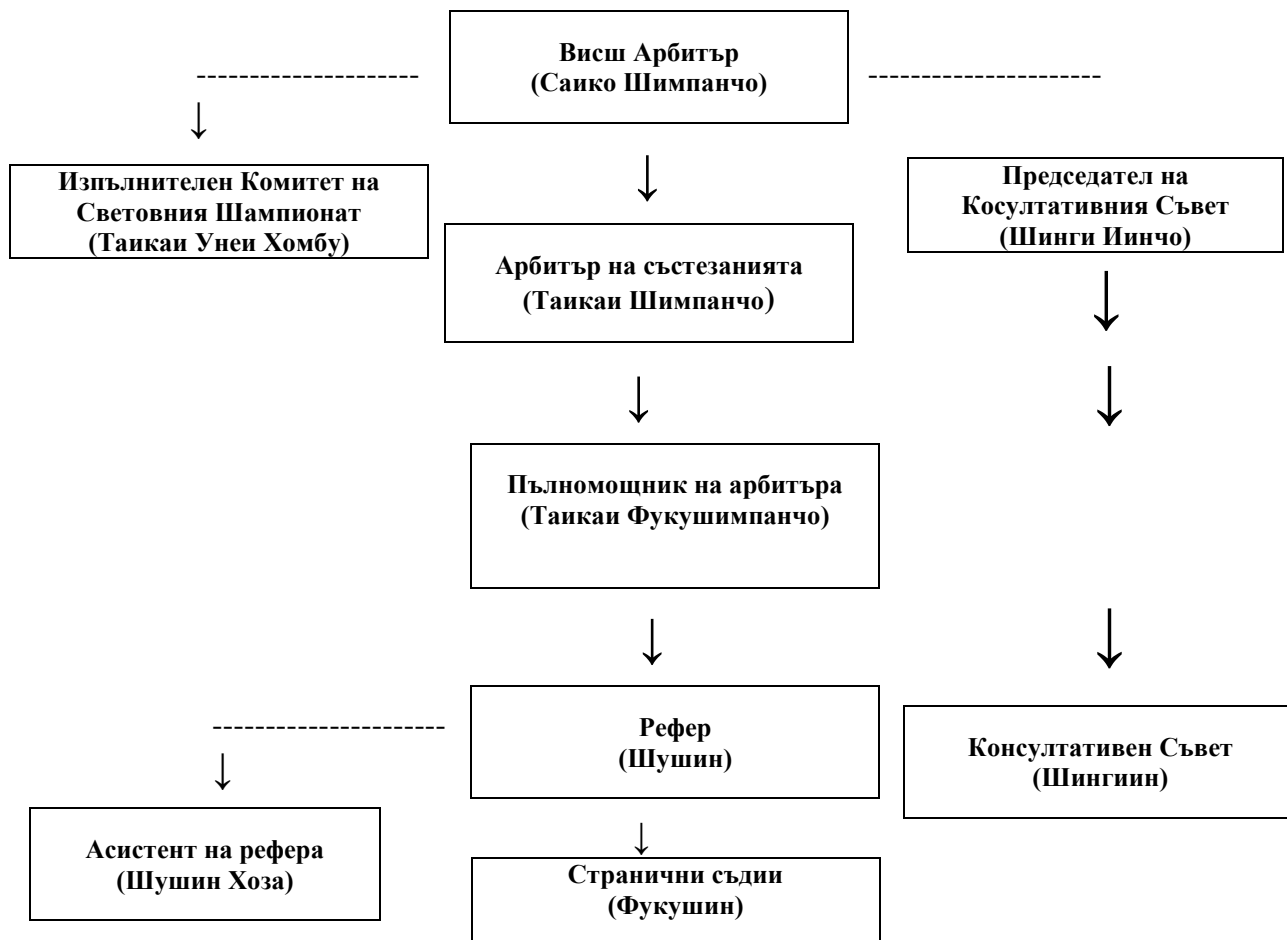 Висш Арбитър
(Саико Шимпанчо)
Изпълнителен Комитет на
Световния Шампионат
(Таикаи Унеи Хомбу)
Председател на
Косултативния Съвет
(Шинги Иинчо)
Арбитър на състезанията
(Таикаи Шимпанчо)
Пълномощник на арбитъра
(Таикаи Фукушимпанчо)
Рефер
(Шушин)
Консултативен Съвет
(Шингиин)
Асистент на рефера
(Шушин Хоза)
Странични съдии
(Фукушин)